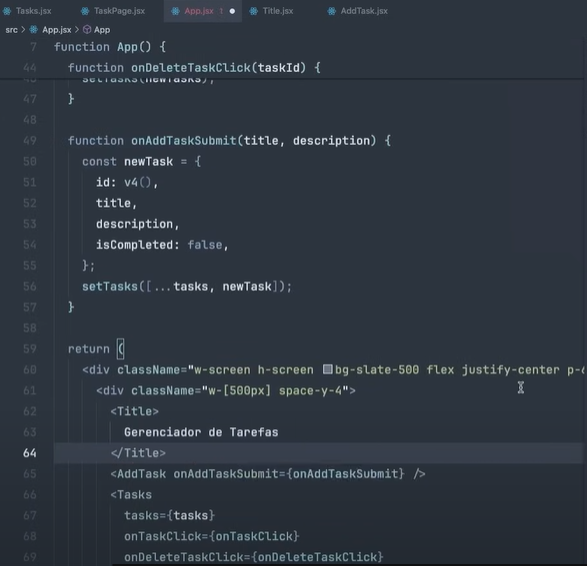 Tasks.jsx TaskPage.jsx App.jsx 1 Title.jsx AddTask.jsx
src > App.jsx > App
7 function App() {
44 function onDeleteTaskClick(taskId) {
46 setTasks(newTasks);
47 }
48
49 function onAddTaskSubmit(title, description) {
50 const newTask = {
51 id: v4(),
52 title,
53 description,
54 isCompleted: false,
55 };
56 setTasks([...tasks, newTask]);
57 }
58
59 return (
60 <div className="w-screen h-screen bg-slate-500 flex justify-center p-6
61 <div className="w-[500px] space-y-4">
62 <Title>
63 Gerenciador de Tarefas
64 </Title>
65 <AddTask onAddTaskSubmit={onAddTaskSubmit} />
66 <Tasks
67 tasks={tasks}
68 onTaskClick={onTaskClick}
69 onDeleteTaskClick={onDeleteTaskClick}